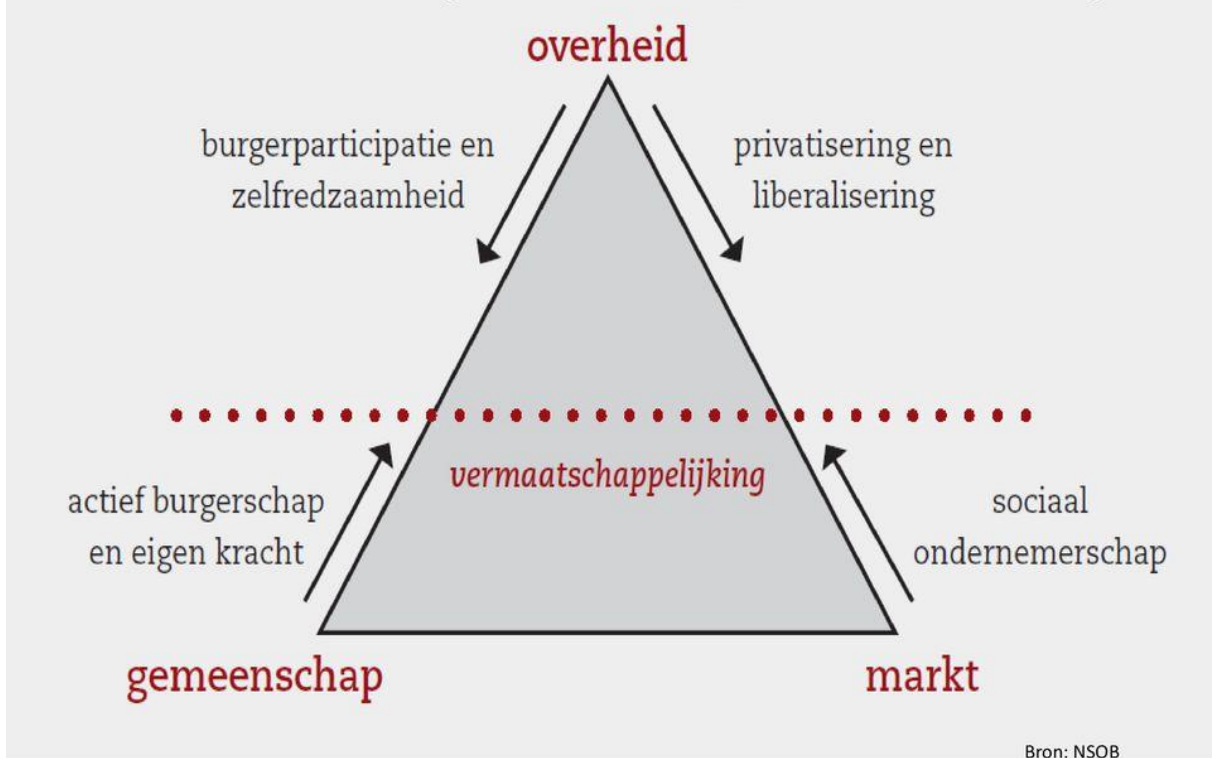 overheid
burgerparticipatie en
zelfredzaamheid
privatisering en
liberalisering
vermaatschappelijking
actief burgerschap
en eigen kracht
sociaal
ondernemerschap
gemeenschap
markt
Bron: NSOB